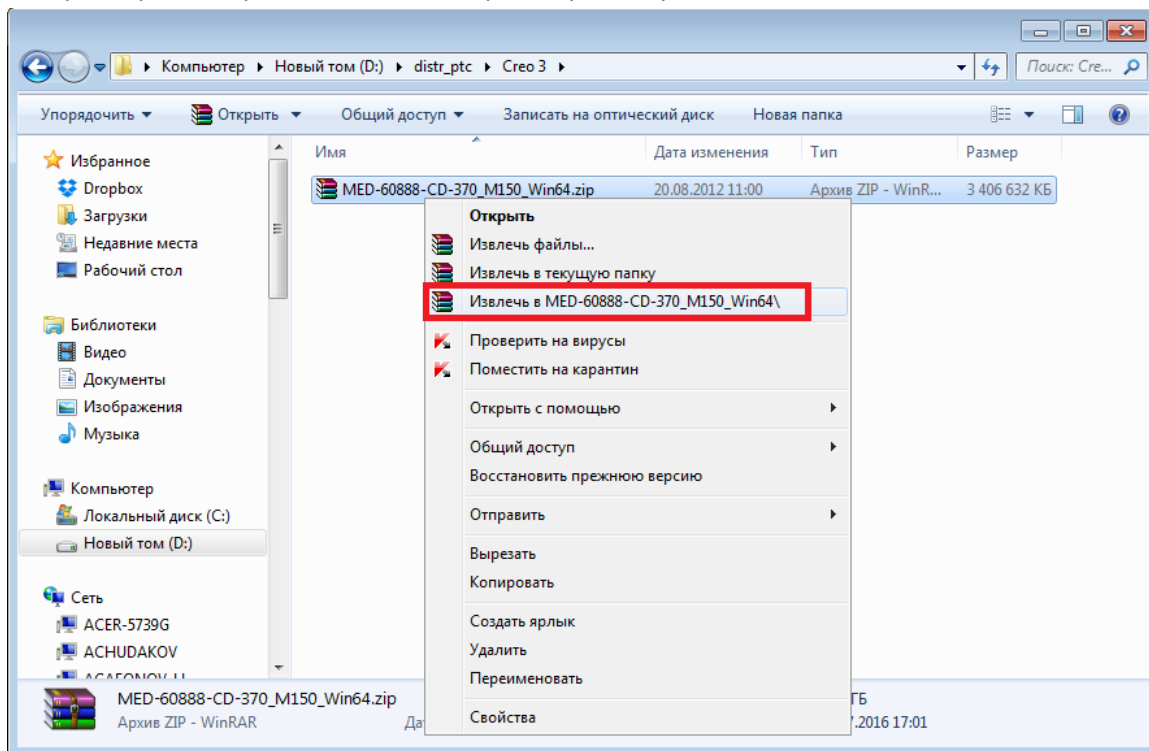 Компьютер ▸ Новый том (D:) ▸ distr_ptc ▸ Creo 3 ▸
Поиск: Cre...
Упорядочить ▾ Открыть ▾ Общий доступ ▾ Записать на оптический диск Новая папка
Имя Дата изменения Тип Размер
MED-60888-CD-370_M150_Win64.zip 20.08.2012 11:00 Архив ZIP - WinR... 3 406 632 КБ
Избранное
Dropbox
Загрузки
Недавние места
Рабочий стол
Библиотеки
Видео
Документы
Изображения
Музыка
Компьютер
Локальный диск (C:)
Новый том (D:)
Сеть
ACER-5739G
ACHUDAKOV
Открыть
Извлечь файлы...
Извлечь в текущую папку
Извлечь в MED-60888-CD-370_M150_Win64\
Проверить на вирусы
Поместить на карантин
Открыть с помощью
Общий доступ
Восстановить прежнюю версию
Отправить
Вырезать
Копировать
Создать ярлык
Удалить
Переименовать
Свойства
MED-60888-CD-370_M150_Win64.zip
Архив ZIP - WinRAR
ГБ
.2016 17:01